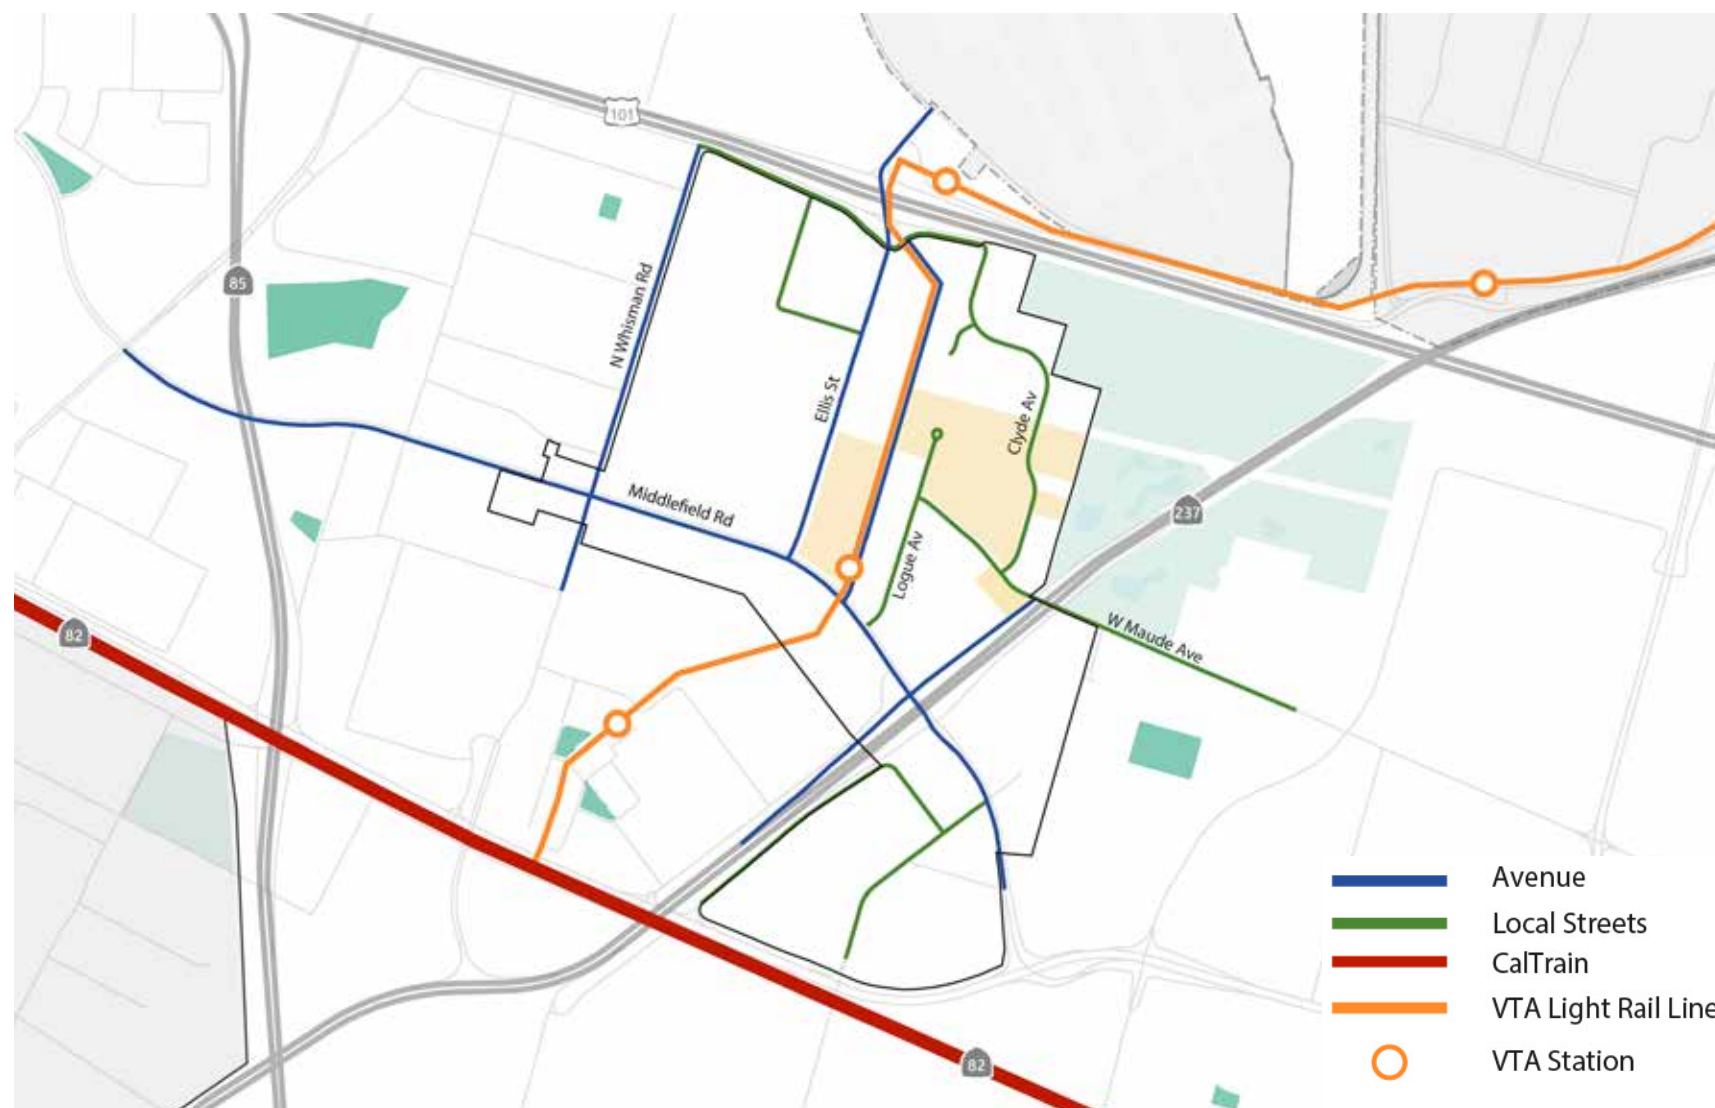 101
85
N Whisman Rd
Ellis St
Clyde Av
Middlefield Rd
237
Logue Av
W Maude Ave
82
82
Avenue
Local Streets
CalTrain
VTA Light Rail Line
VTA Station